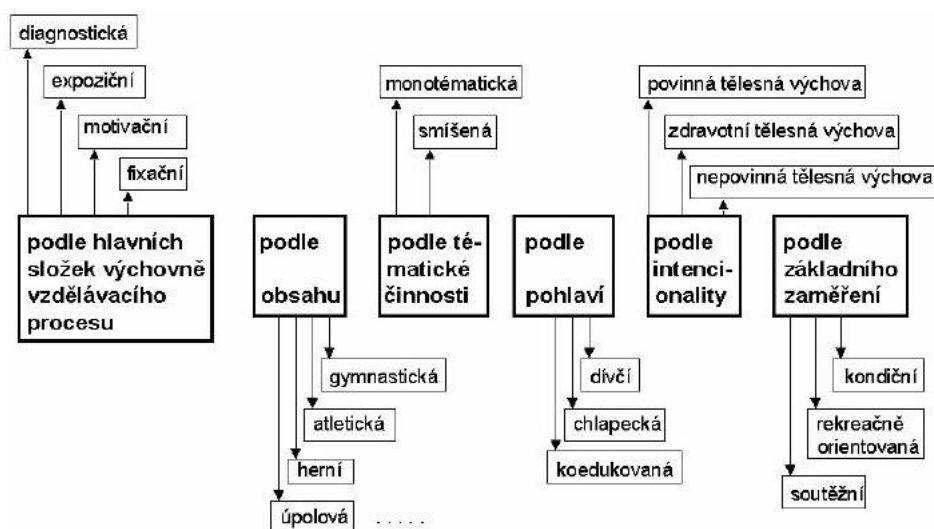 diagnostická
expoziční
motivační
fixační
monotématická
smíšená
povinná tělesná výchova
zdravotní tělesná výchova
nepovinná tělesná výchova
podle hlavních
složek výchovně
vzdělávacího
procesu
podle
obsahu
podle té-
matické
činnosti
podle
pohlaví
podle
intenci-
onality
podle
základního
zaměření
gymnastická
atletická
herní
úpolová . . . . .
dívčí
chlapecká
koedukovaná
kondiční
rekreačně
orientovaná
soutěžní